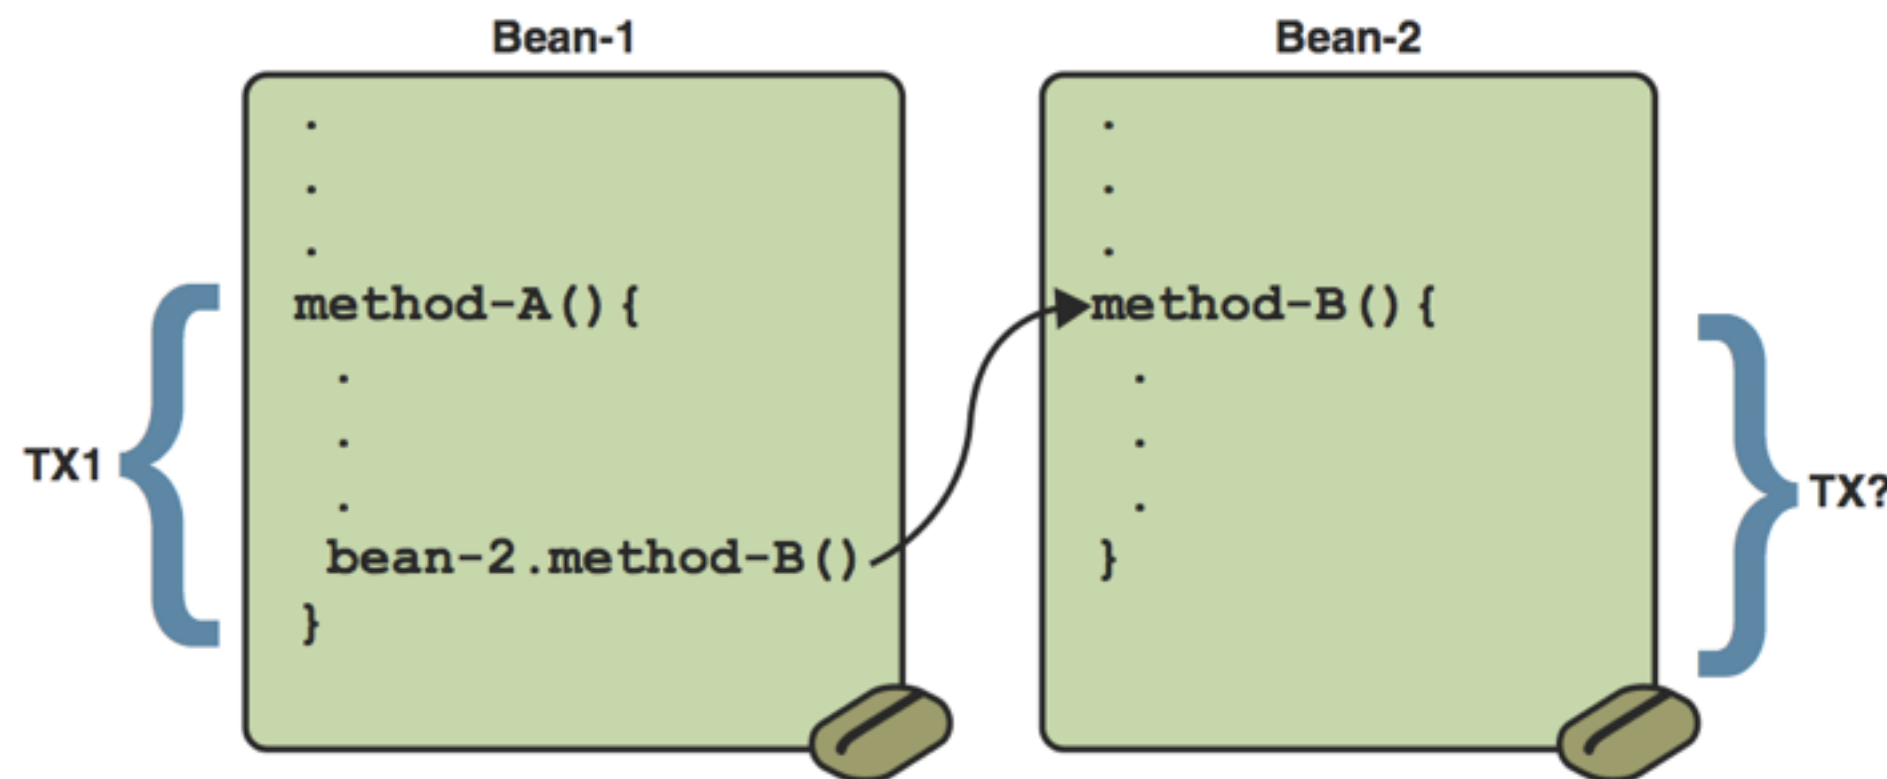 Bean-1
.
.
.
method-A(){
.
.
.
bean-2.method-B()
}
TX1
Bean-2
.
.
.
method-B(){
.
.
.
}
TX?